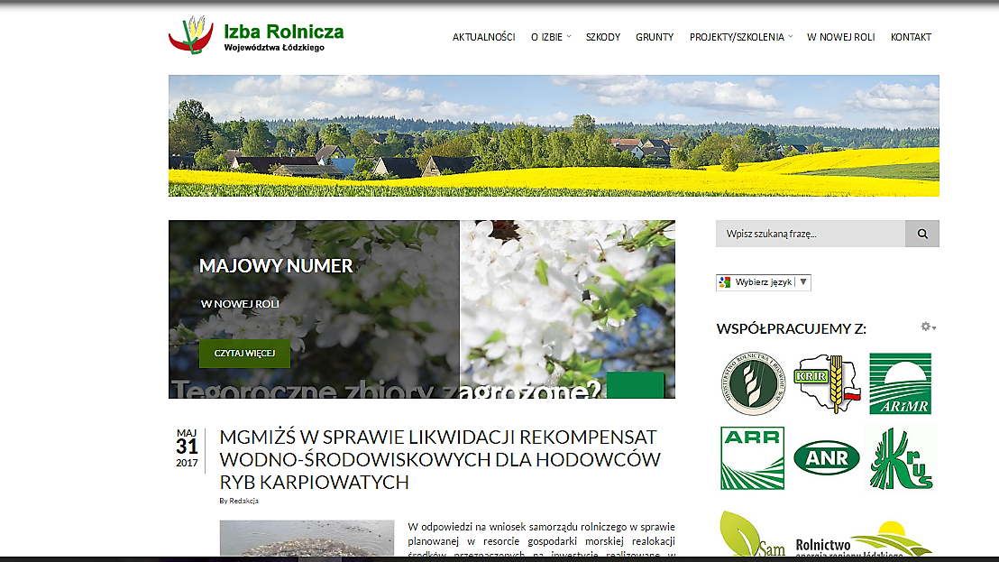 Izba Rolnicza
Województwa Łódzkiego
AKTUALNOŚCI O IZBIE SZKODY GRUNTY PROJEKTY/SZKOLENIA W NOWEJ ROLI KONTAKT
MAJOWY NUMER
W NOWEJ ROLI
CZYTAJ WIĘCEJ
Tegoroczne zbiory zagrożone?
Wpisz szukaną frazę...
Wybierz język ▼
WSPÓŁPRACUJEMY Z:
MINISTERSTWO ROLNICTWA I ROZWOJU WSI
KRIR
ARiMR
ARR
ANR
Krus
Sam
Rolnictwo
energią regionu łódzkiego
MAJ
31
2017
MGMIŻŚ W SPRAWIE LIKWIDACJI REKOMPENSAT
WODNO-ŚRODOWISKOWYCH DLA HODOWCÓW
RYB KARPIOWATYCH
By Redakcja
W odpowiedzi na wniosek samorządu rolniczego w sprawie
planowanej w resorcie gospodarki morskiej realokacji
środków przeznaczonych na inwestycje realizowane w